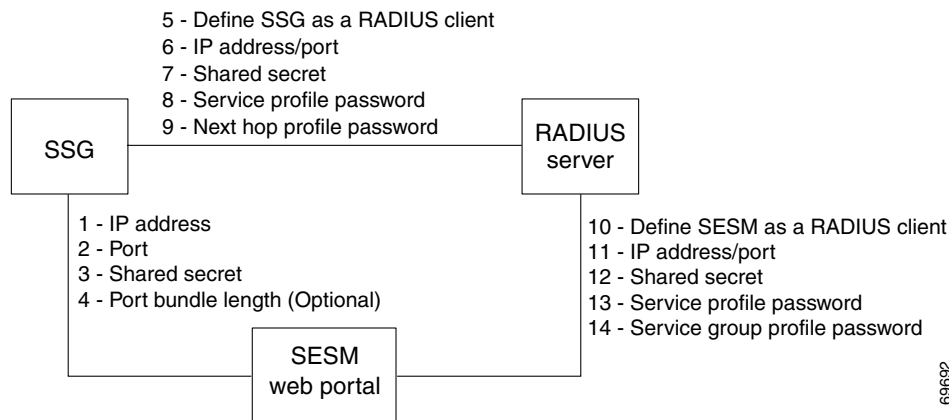 5 - Define SSG as a RADIUS client
6 - IP address/port
7 - Shared secret
8 - Service profile password
9 - Next hop profile password
SSG
RADIUS
server
1 - IP address
2 - Port
3 - Shared secret
4 - Port bundle length (Optional)
10 - Define SESM as a RADIUS client
11 - IP address/port
12 - Shared secret
13 - Service profile password
14 - Service group profile password
SESM
web portal
69692